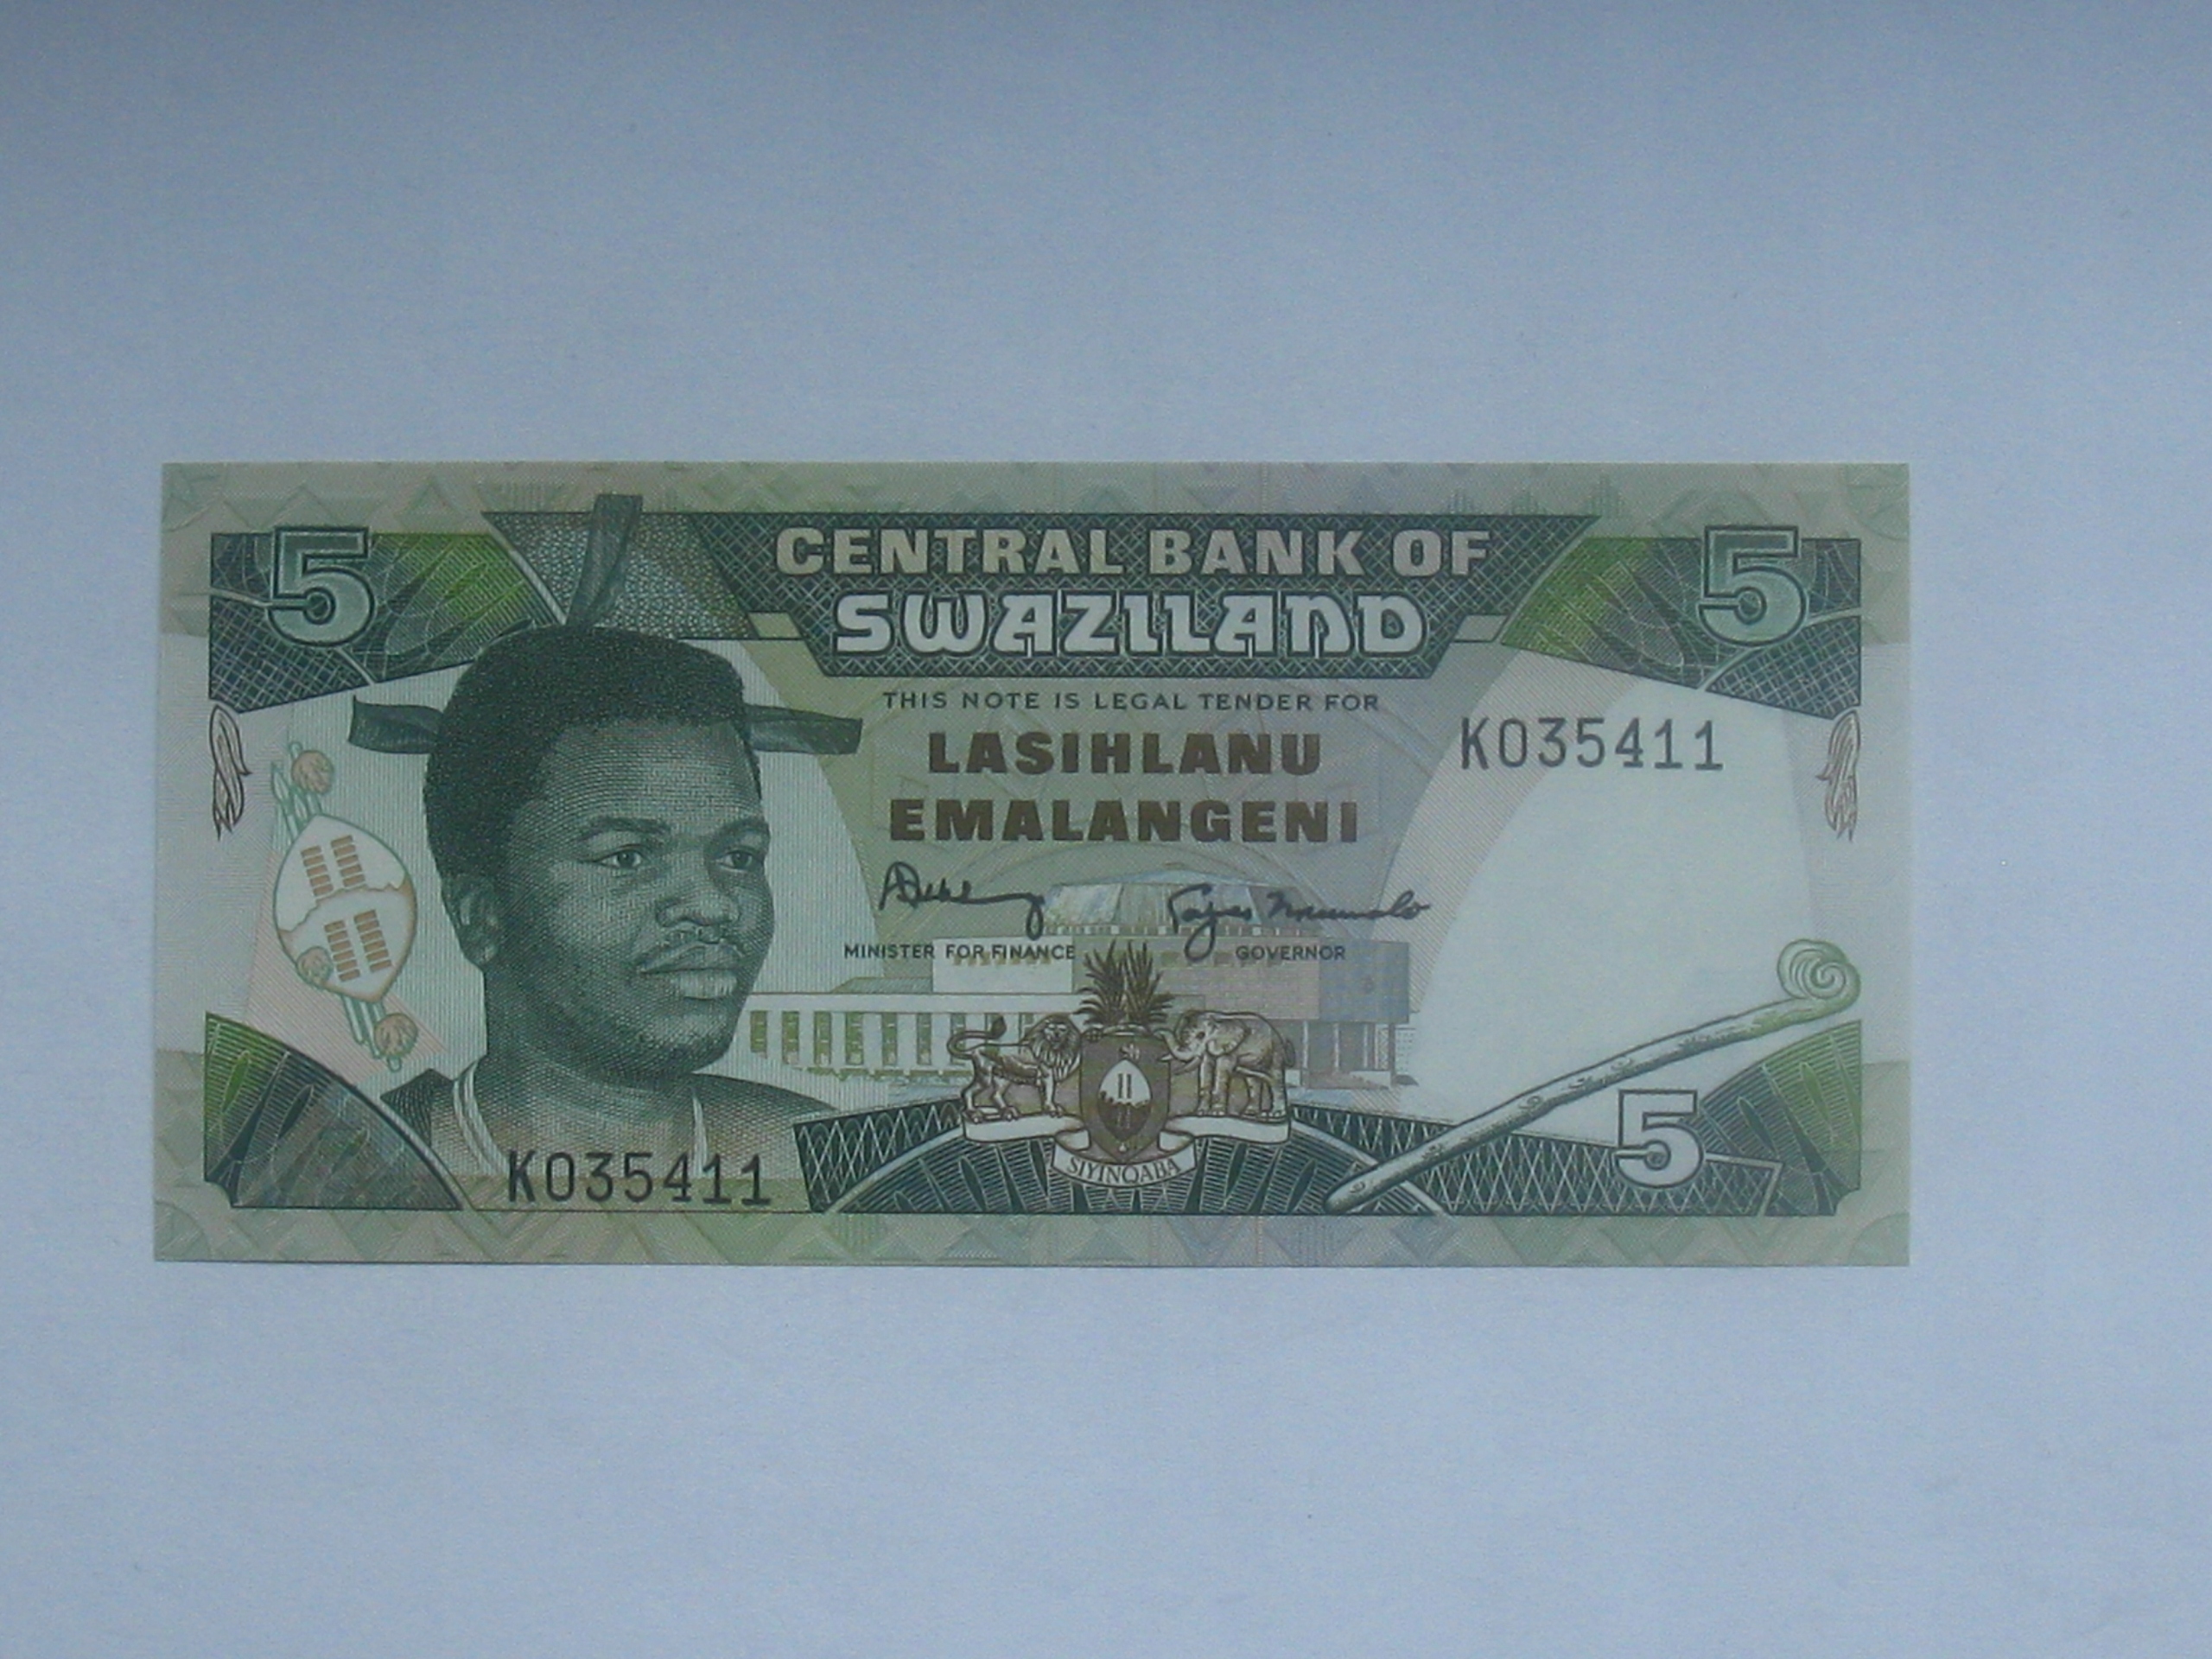 5
CENTRAL BANK OF
SWAZILAND
5
THIS NOTE IS LEGAL TENDER FOR
LASIHLANU
EMALANGENI
K035411
MINISTER FOR FINANCE
GOVERNOR
SIYINQABA
K035411
5